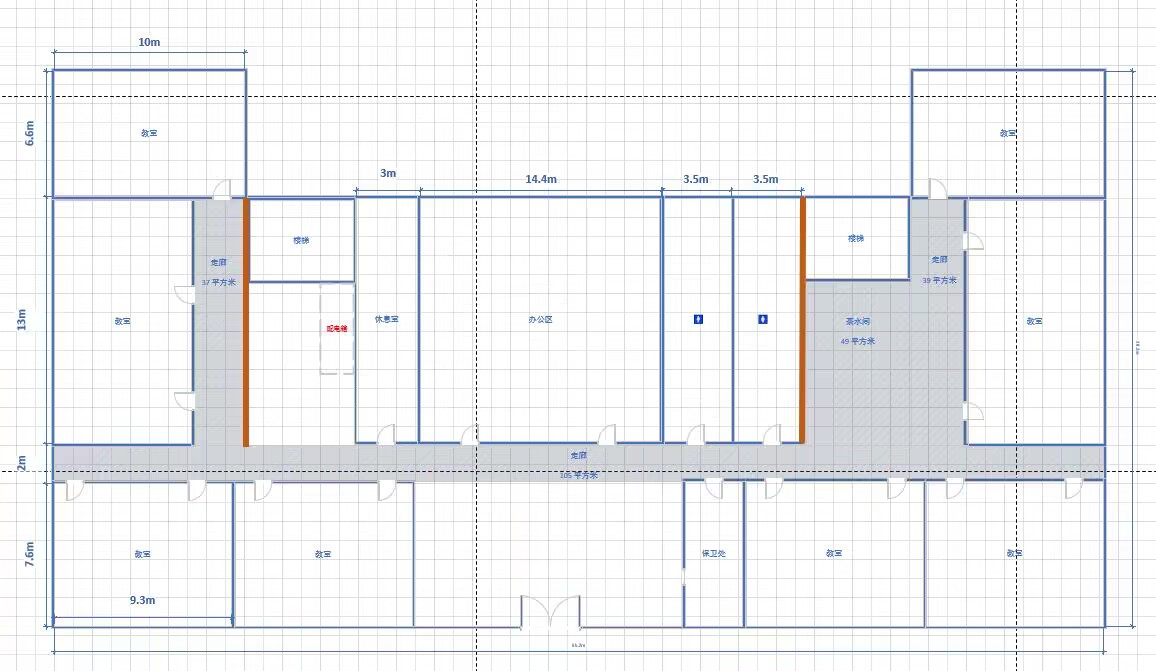 10m
教室
教室
6.6m
3m
14.4m
3.5m
3.5m
楼梯
楼梯
走廊
37 平方米
走廊
39 平方米
配电箱
休息室
办公区
茶水间
49 平方米
教室
教室
13m
走廊
105 平方米
2m
教室
教室
保卫处
教室
教室
7.6m
9.3m